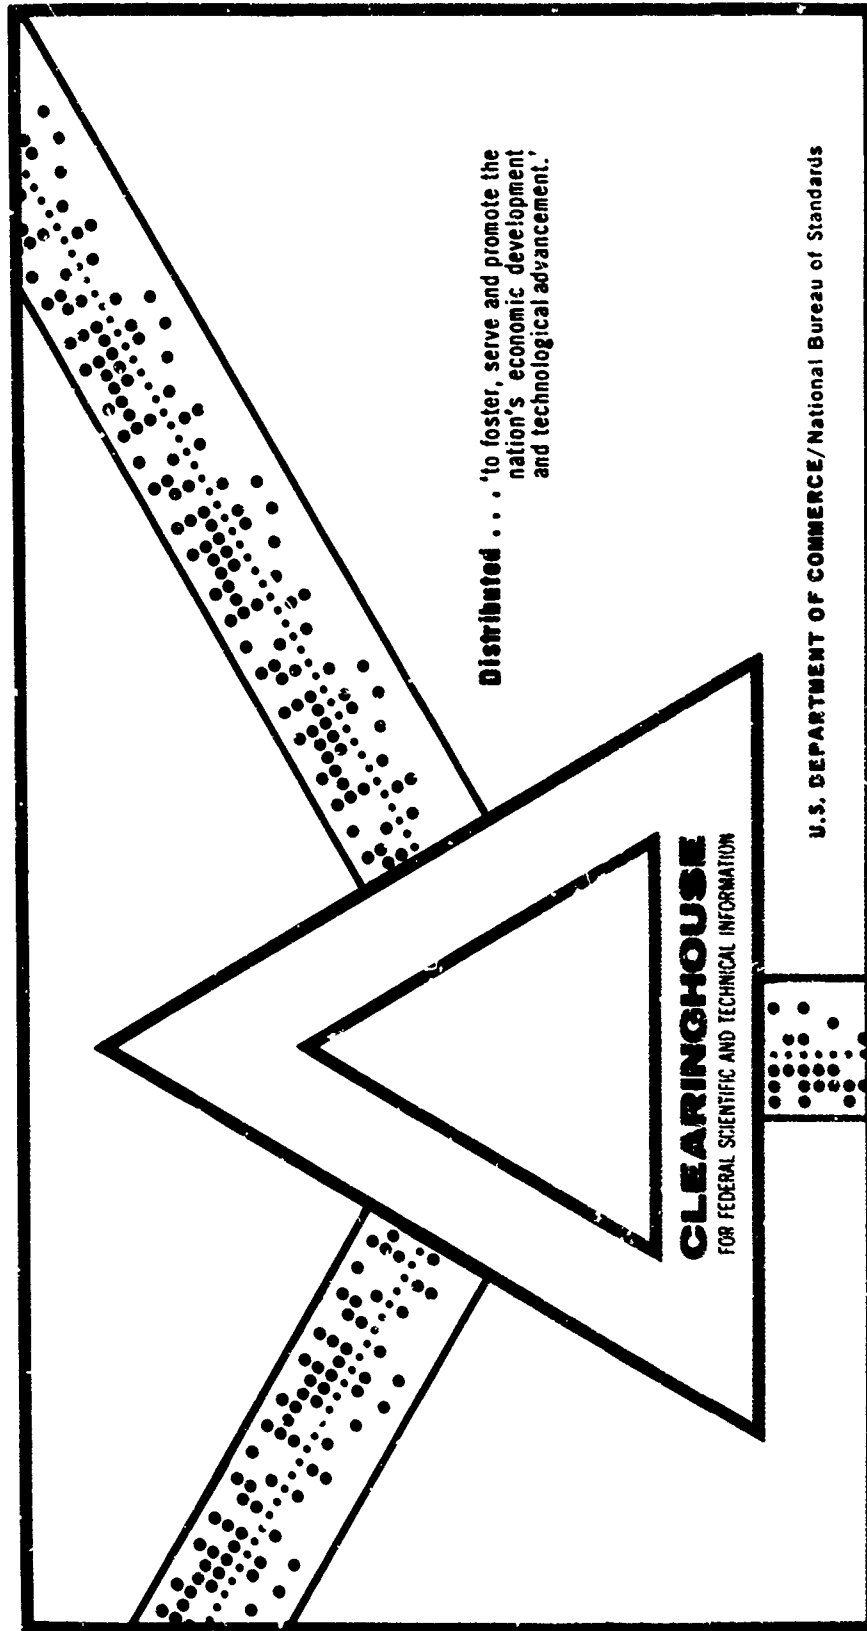 Distributed . . . 'to foster, serve and promote the
nation's economic development
and technological advancement.'
CLEARINGHOUSE
FOR FEDERAL SCIENTIFIC AND TECHNICAL INFORMATION
U.S. DEPARTMENT OF COMMERCE/National Bureau of Standards